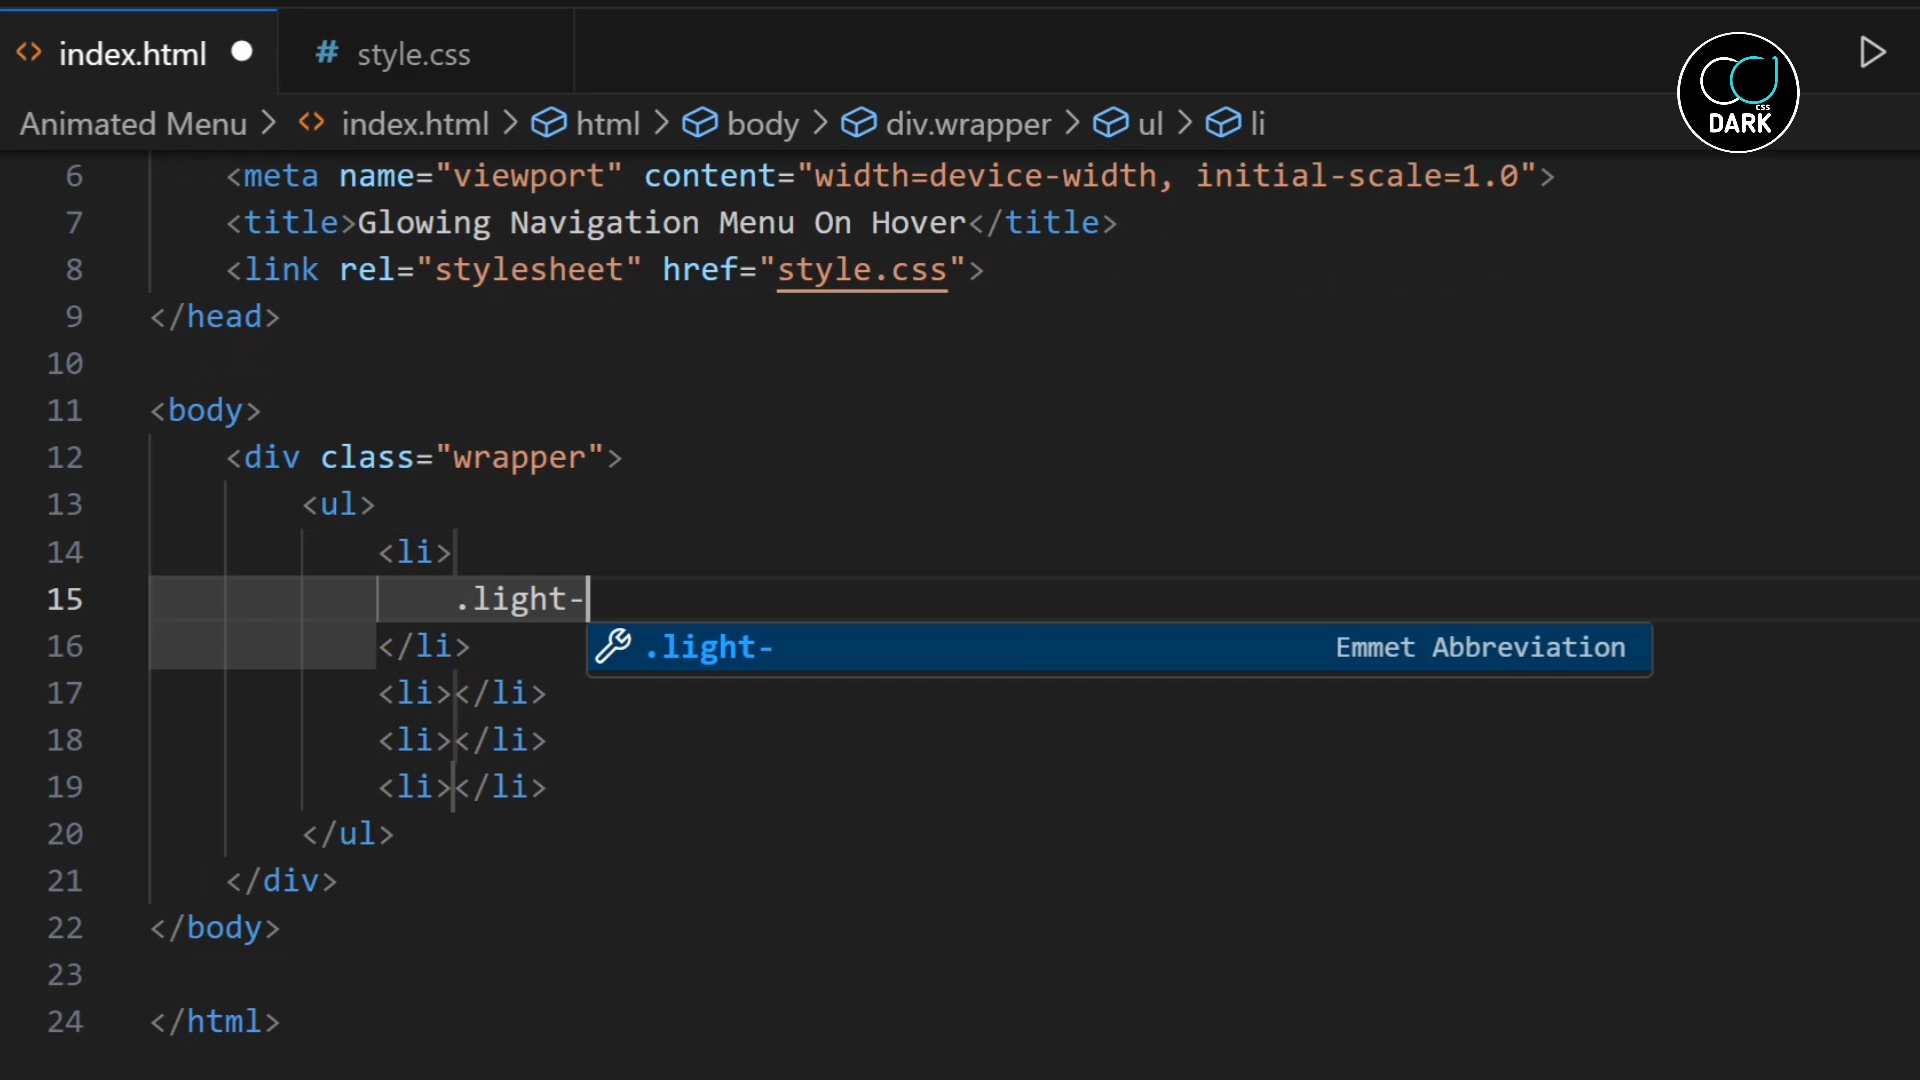 index.html
style.css
CSS
DARK
Animated Menu > index.html > html > body > div.wrapper > ul > li
6 <meta name="viewport" content="width=device-width, initial-scale=1.0">
7 <title>Glowing Navigation Menu On Hover</title>
8 <link rel="stylesheet" href="style.css">
9 </head>
10
11 <body>
12 <div class="wrapper">
13 <ul>
14 <li>
15 .light-
.light- Emmet Abbreviation
16 </li>
17 <li></li>
18 <li></li>
19 <li></li>
20 </ul>
21 </div>
22 </body>
23
24 </html>